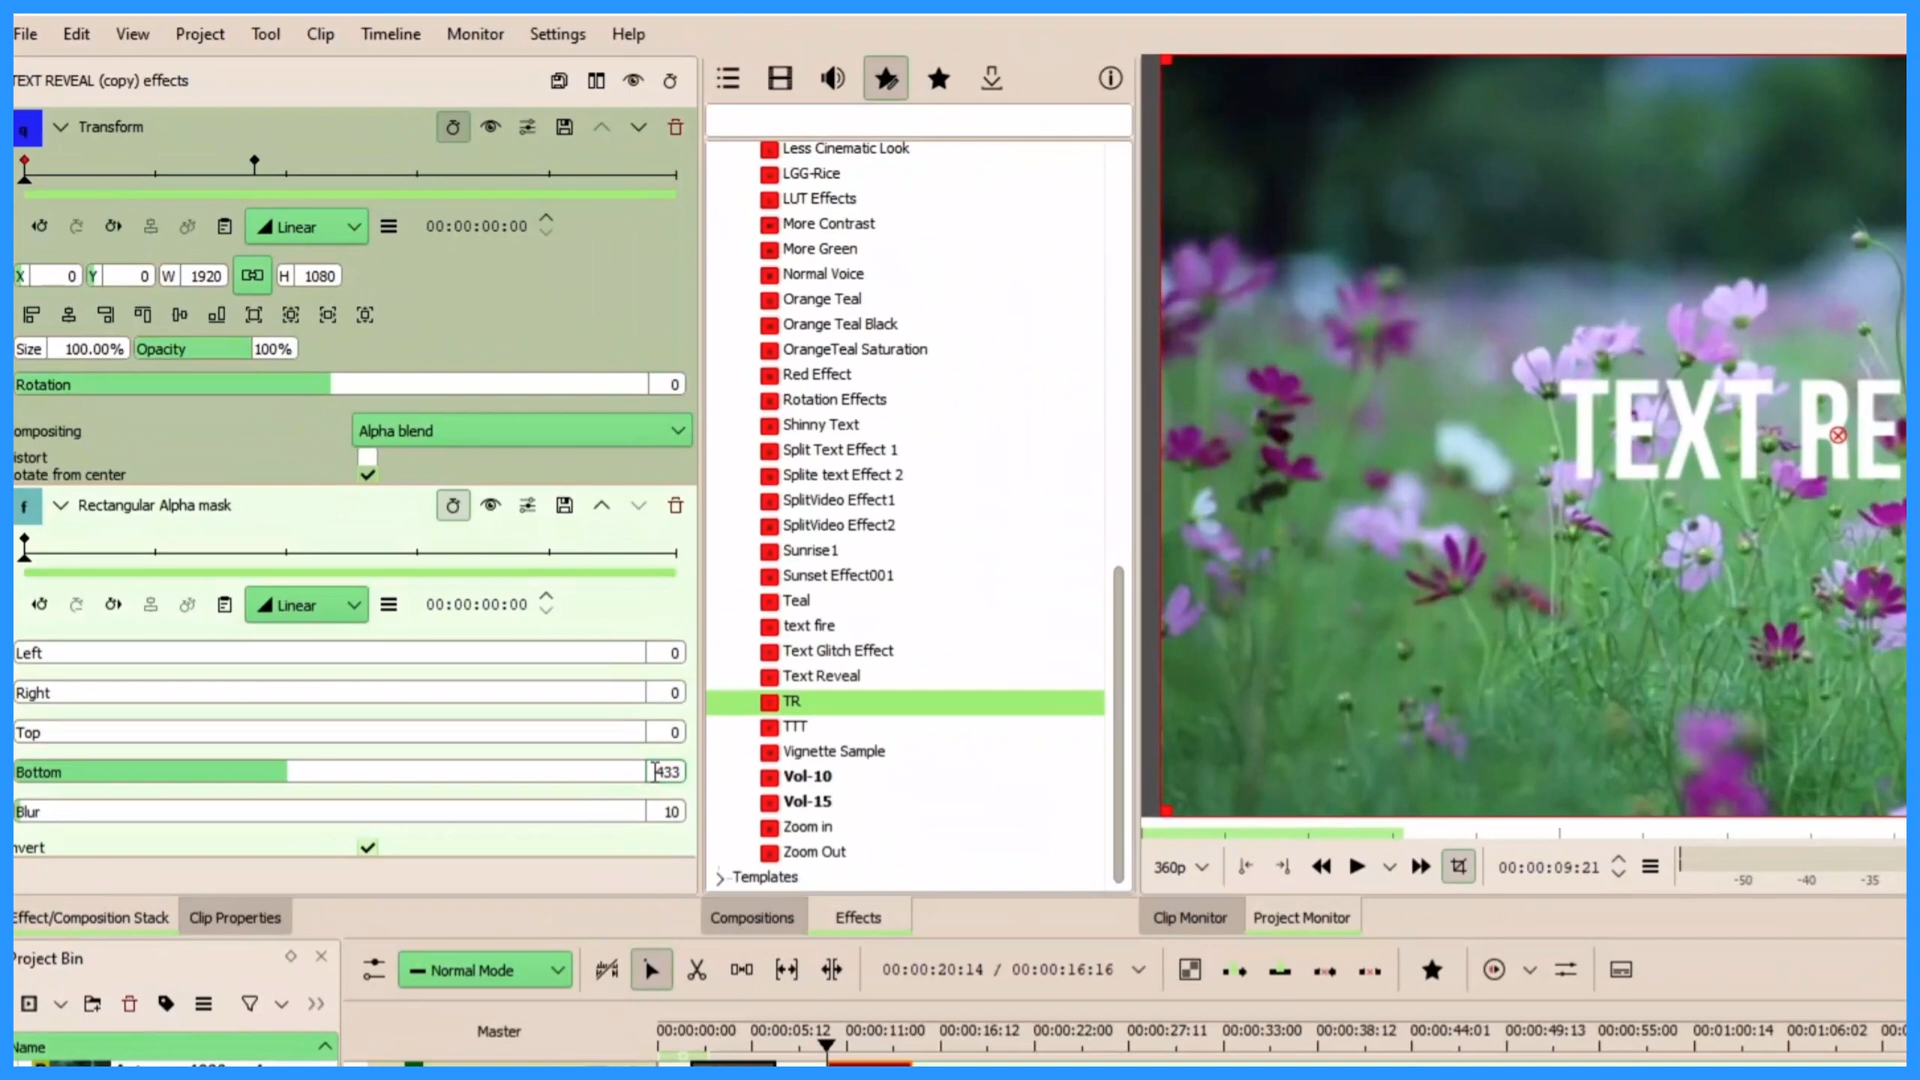 File Edit View Project Tool Clip Timeline Monitor Settings Help
TEXT REVEAL (copy) effects
q Transform
Linear 00:00:00:00
X 0 Y 0 W 1920 H 1080
Size 100.00% Opacity 100%
Rotation 0
ompositing Alpha blend
istort
otate from center
f Rectangular Alpha mask
Linear 00:00:00:00
Left 0
Right 0
Top 0
Bottom 433
Blur 10
nvert
Effect/Composition Stack Clip Properties
Less Cinematic Look
LGG-Rice
LUT Effects
More Contrast
More Green
Normal Voice
Orange Teal
Orange Teal Black
OrangeTeal Saturation
Red Effect
Rotation Effects
Shinny Text
Split Text Effect 1
Splite text Effect 2
SplitVideo Effect1
SplitVideo Effect2
Sunrise1
Sunset Effect001
Teal
text fire
Text Glitch Effect
Text Reveal
TR
TTT
Vignette Sample
Vol-10
Vol-15
Zoom in
Zoom Out
Templates
Compositions Effects
TEXT RE
360p 00:00:09:21 -50 -40 -35
Clip Monitor Project Monitor
Project Bin
Name
Normal Mode 00:00:20:14 / 00:00:16:16
Master
00:00:00:00 00:00:05:12 00:00:11:00 00:00:16:12 00:00:22:00 00:00:27:11 00:00:33:00 00:00:38:12 00:00:44:01 00:00:49:13 00:00:55:00 00:01:00:14 00:01:06:02 00:0